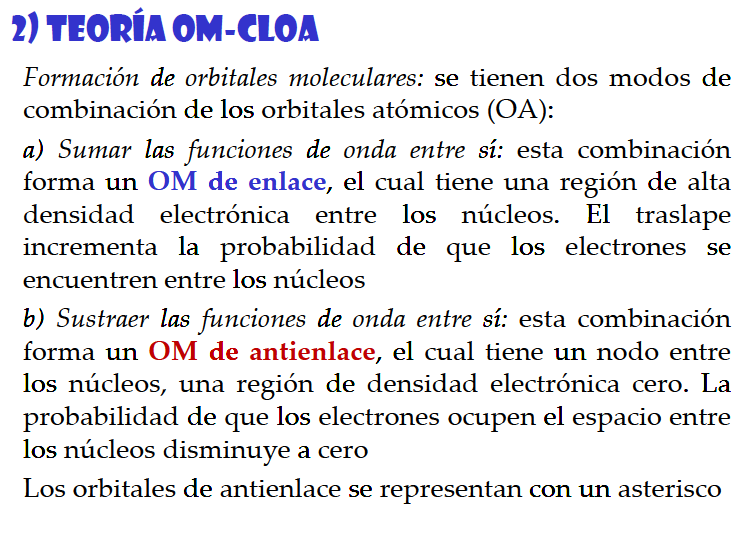 2) TEORÍA OM-CLOA
Formación de orbitales moleculares: se tienen dos modos de
combinación de los orbitales atómicos (OA):
a) Sumar las funciones de onda entre sí: esta combinación
forma un OM de enlace, el cual tiene una región de alta
densidad electrónica entre los núcleos. El traslape
incrementa la probabilidad de que los electrones se
encuentren entre los núcleos
b) Sustraer las funciones de onda entre sí: esta combinación
forma un OM de antienlace, el cual tiene un nodo entre
los núcleos, una región de densidad electrónica cero. La
probabilidad de que los electrones ocupen el espacio entre
los núcleos disminuye a cero
Los orbitales de antienlace se representan con un asterisco